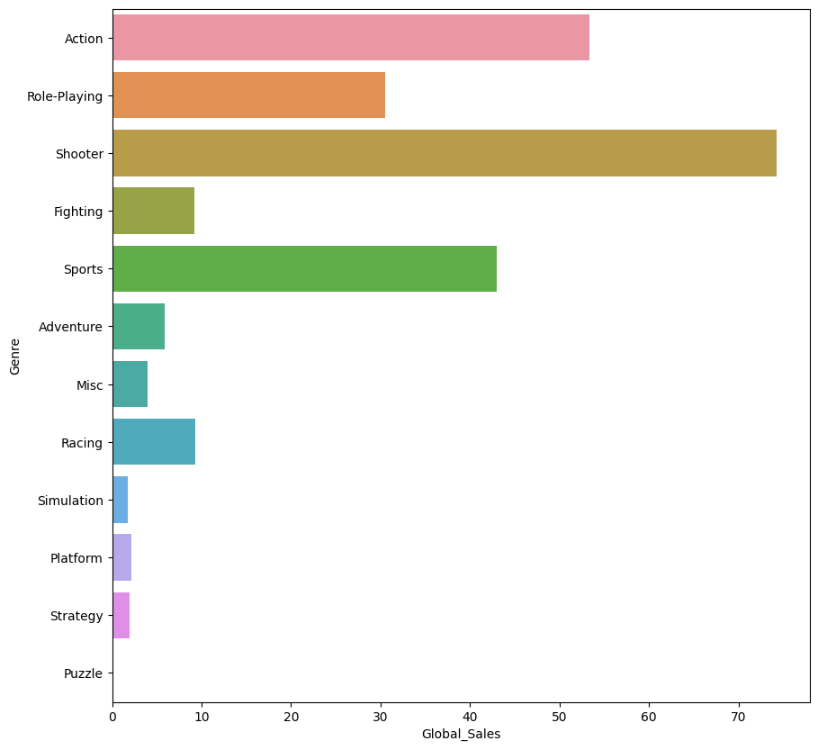 Action
Role-Playing
Shooter
Fighting
Sports
Adventure
Misc
Racing
Simulation
Platform
Strategy
Puzzle
Genre
0 10 20 30 40 50 60 70
Global_Sales